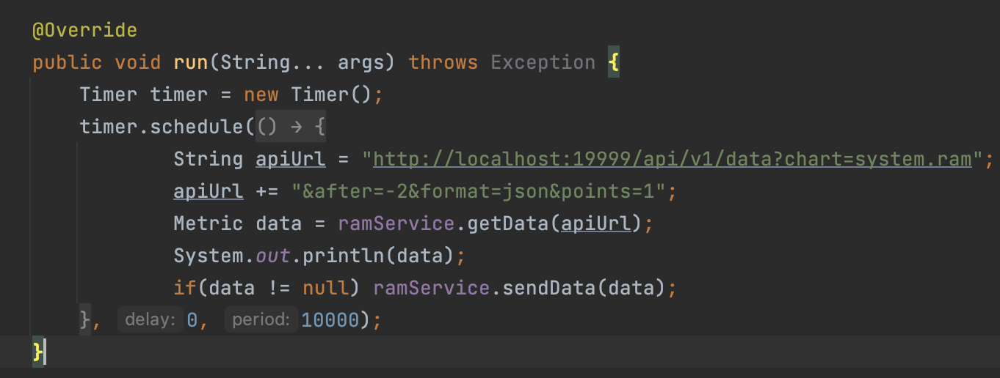 @Override
public void run(String... args) throws Exception {
Timer timer = new Timer();
timer.schedule(() → {
String apiUrl = "http://localhost:19999/api/v1/data?chart=system.ram";
apiUrl += "&after=-2&format=json&points=1";
Metric data = ramService.getData(apiUrl);
System.out.println(data);
if(data != null) ramService.sendData(data);
}, delay: 0, period: 10000);
}